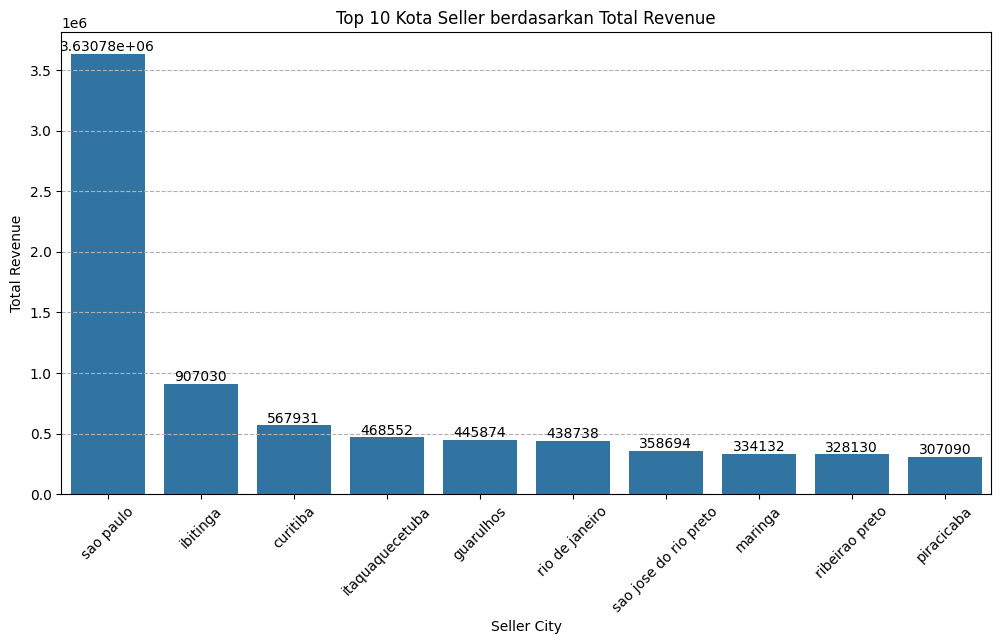 Top 10 Kota Seller berdasarkan Total Revenue
1e6
3.63078e+06
3.5
3.0
2.5
2.0
1.5
1.0
0.5
0.0
Total Revenue
907030
567931
468552
445874
438738
358694
334132
328130
307090
sao paulo
ibitinga
curitiba
itaquaquecetuba
guarulhos
rio de janeiro
sao jose do rio preto
maringa
ribeirao preto
piracicaba
Seller City